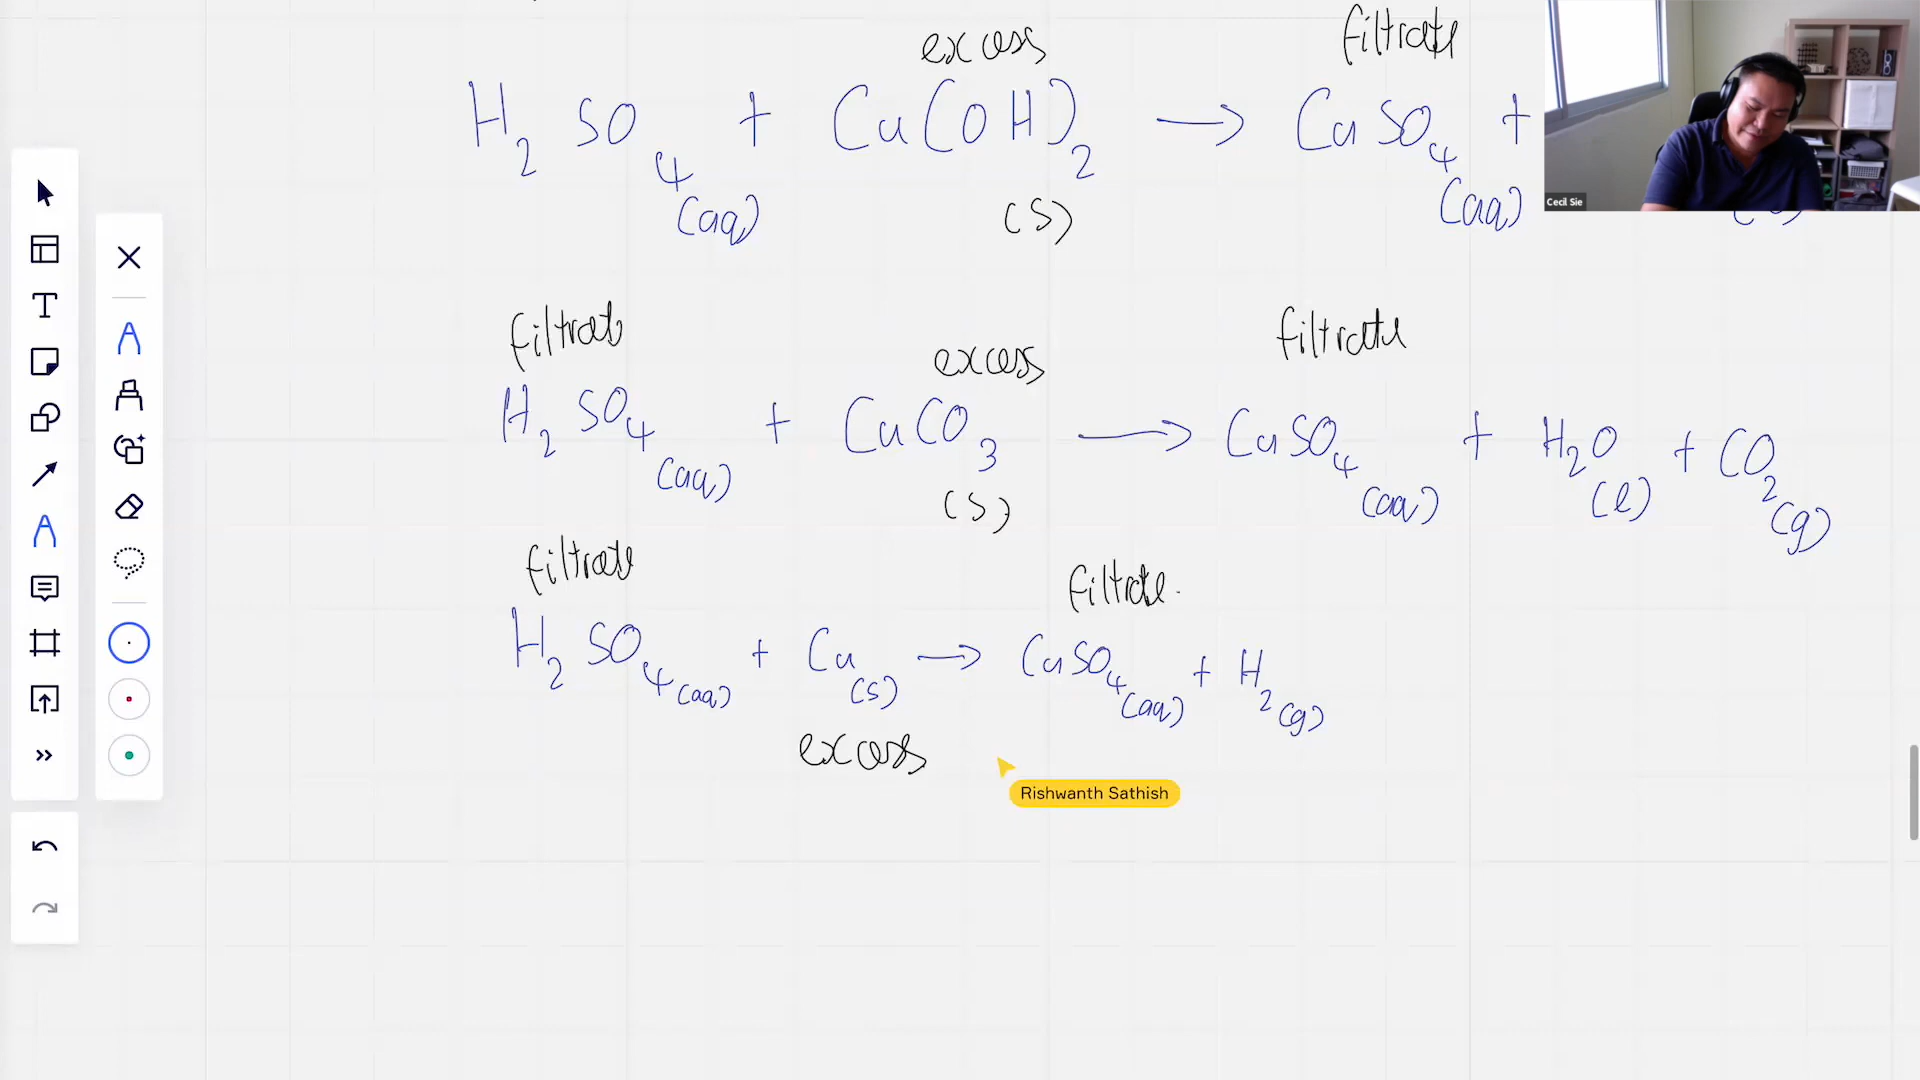 excess filtrate
H₂SO₄(aq) + Cu(OH)₂(s) → CuSO₄(aq) +
Cecil Sie
filtrate excess filtrate
H₂SO₄(aq) + CuCO₃(s) → CuSO₄(aq) + H₂O(l) + CO₂(g)
filtrate filtrate.
H₂SO₄(aq) + Cu(s) → CuSO₄(aq) + H₂(g)
excess
Rishwanth Sathish